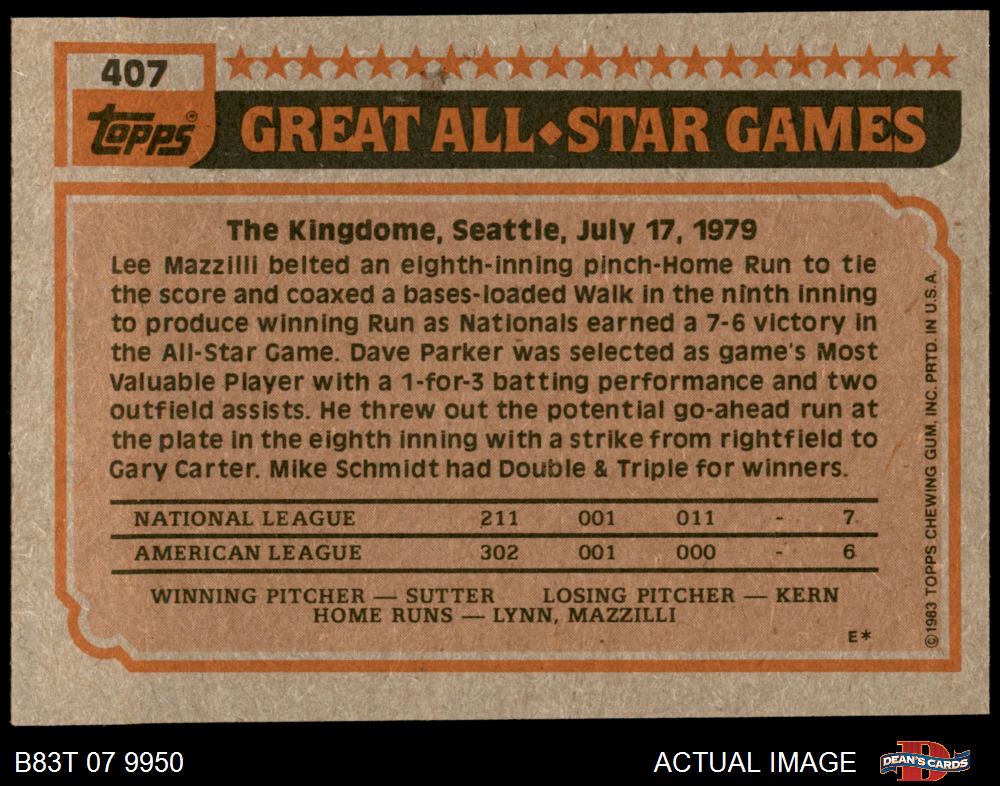 407
topps®
GREAT ALL◆STAR GAMES
The Kingdome, Seattle, July 17, 1979
Lee Mazzilli belted an eighth-inning pinch-Home Run to tie
the score and coaxed a bases-loaded Walk in the ninth inning
to produce winning Run as Nationals earned a 7-6 victory in
the All-Star Game. Dave Parker was selected as game's Most
Valuable Player with a 1-for-3 batting performance and two
outfield assists. He threw out the potential go-ahead run at
the plate in the eighth inning with a strike from rightfield to
Gary Carter. Mike Schmidt had Double & Triple for winners.
NATIONAL LEAGUE 211 001 011 - 7
AMERICAN LEAGUE 302 001 000 - 6
WINNING PITCHER — SUTTER LOSING PITCHER — KERN
HOME RUNS — LYNN, MAZZILLI
E*
©1983 TOPPS CHEWING GUM, INC. PRTD. IN U.S.A.
B83T 07 9950
ACTUAL IMAGE
D
DEAN'S CARDS